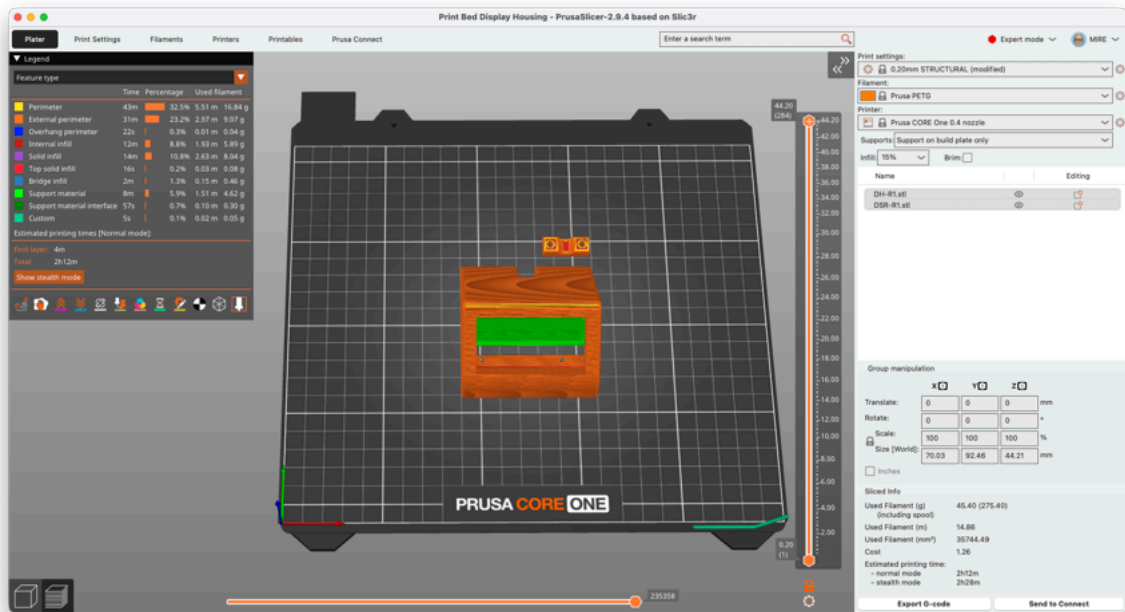 Print Bed Display Housing - PrusaSlicer-2.9.4 based on Slic3r
Plater Print Settings Filaments Printers Printables Prusa Connect Enter a search term Expert mode MIRE
Legend
Feature type
Time Percentage Used filament
Perimeter 43m 32.5% 5.51 m 16.84 g
External perimeter 31m 23.2% 2.97 m 9.07 g
Overhang perimeter 22s 0.3% 0.01 m 0.04 g
Internal infill 12m 8.8% 1.93 m 5.89 g
Solid infill 14m 10.8% 2.63 m 8.04 g
Top solid infill 16s 0.2% 0.03 m 0.08 g
Bridge infill 2m 1.3% 0.15 m 0.46 g
Support material 8m 5.9% 1.51 m 4.62 g
Support material interface 57s 0.7% 0.10 m 0.30 g
Custom 5s 0.1% 0.02 m 0.05 g
Estimated printing times [Normal mode]:
First layer: 4m
Total: 2h12m
Show stealth mode
PRUSA CORE ONE
235358
44.20
(284)
44.20
42.00
40.00
38.00
36.00
34.00
32.00
30.00
28.00
26.00
24.00
22.00
20.00
18.00
16.00
14.00
12.00
10.00
8.00
6.00
4.00
2.00
0.20
(1)
Print settings:
0.20mm STRUCTURAL (modified)
Filament:
Prusa PETG
Printer:
Prusa CORE One 0.4 nozzle
Supports: Support on build plate only
Infill: 15% Brim:
Name Editing
DH-R1.stl
DSR-R1.stl
Group manipulation
X Y Z
Translate: 0 0 0 mm
Rotate: 0 0 0 °
Scale: 100 100 100 %
Size [World]: 70.03 92.46 44.21 mm
Inches
Sliced Info
Used Filament (g) 45.40 (275.40)
(including spool)
Used Filament (m) 14.86
Used Filament (mm³) 35744.49
Cost 1.26
Estimated printing time:
- normal mode 2h12m
- stealth mode 2h28m
Export G-code Send to Connect